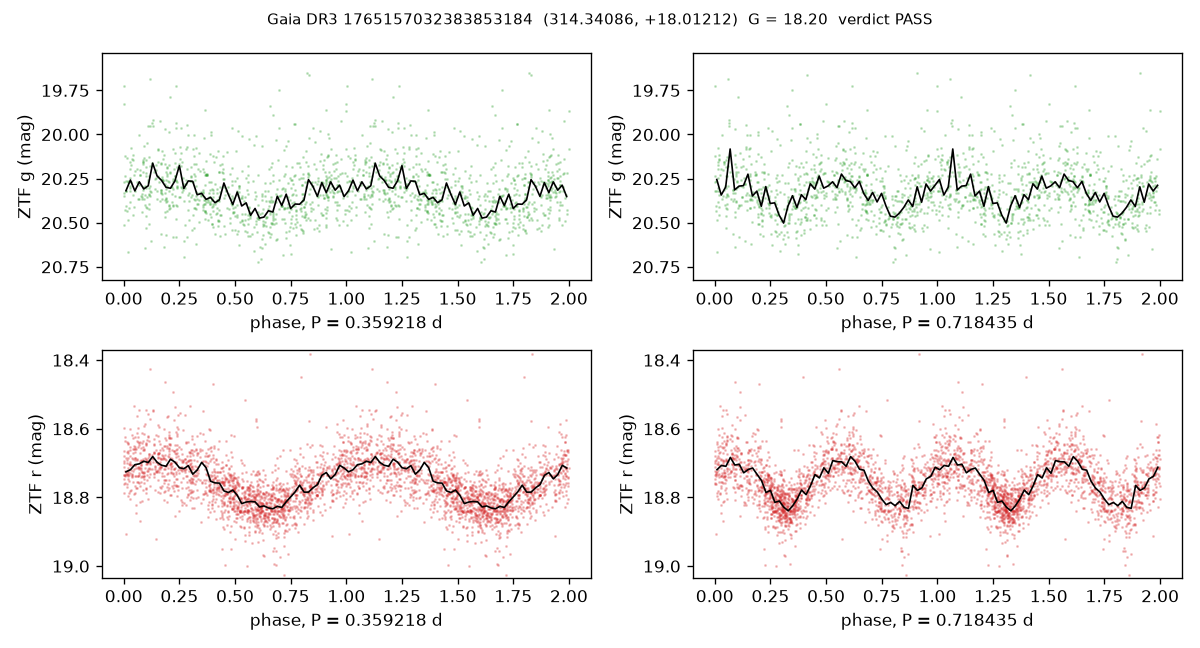 Gaia DR3 1765157032383853184 (314.34086, +18.01212) G = 18.20 verdict PASS
ZTF g (mag)
19.75
20.00
20.25
20.50
20.75
0.00 0.25 0.50 0.75 1.00 1.25 1.50 1.75 2.00
phase, P = 0.359218 d
ZTF g (mag)
19.75
20.00
20.25
20.50
20.75
0.00 0.25 0.50 0.75 1.00 1.25 1.50 1.75 2.00
phase, P = 0.718435 d
ZTF r (mag)
18.4
18.6
18.8
19.0
0.00 0.25 0.50 0.75 1.00 1.25 1.50 1.75 2.00
phase, P = 0.359218 d
ZTF r (mag)
18.4
18.6
18.8
19.0
0.00 0.25 0.50 0.75 1.00 1.25 1.50 1.75 2.00
phase, P = 0.718435 d